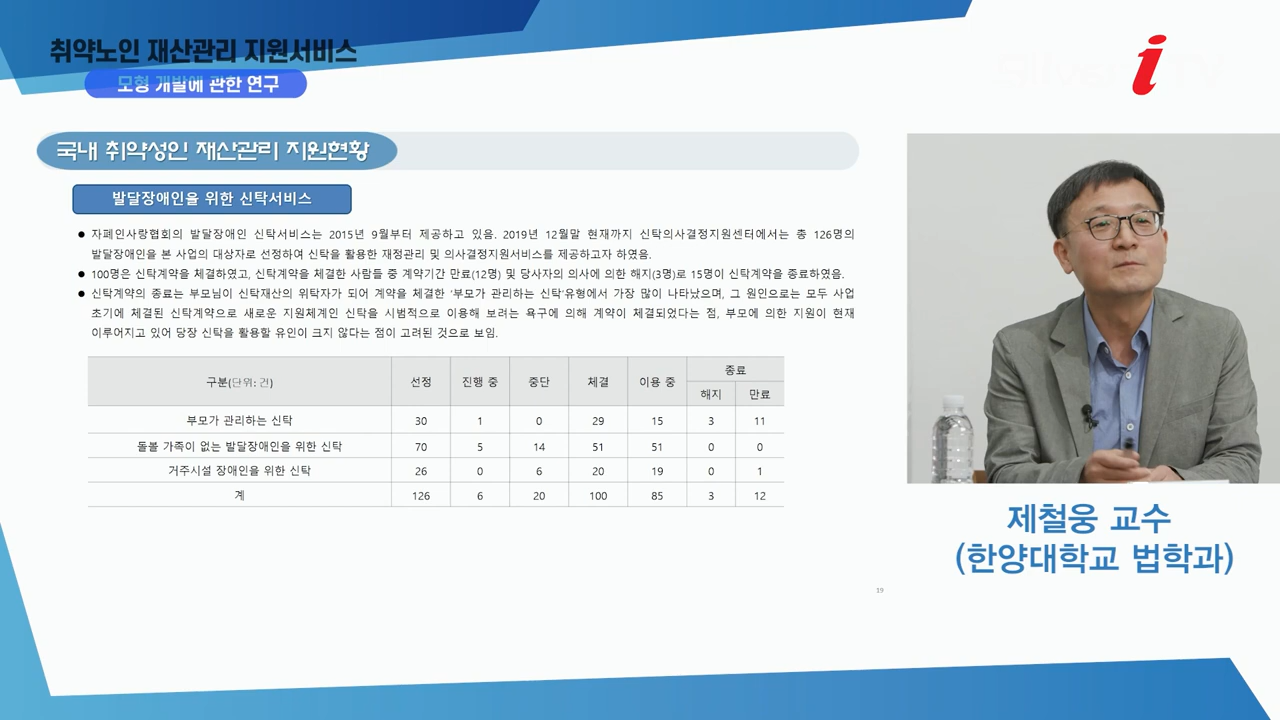 취약노인 재산관리 지원서비스
모형 개발에 관한 연구
i
국내 취약성인 재산관리 지원현황
발달장애인을 위한 신탁서비스
● 자폐인사랑협회의 발달장애인 신탁서비스는 2015년 9월부터 제공하고 있음. 2019년 12월말 현재까지 신탁의사결정지원센터에서는 총 126명의
발달장애인을 본 사업의 대상자로 선정하여 신탁을 활용한 재정관리 및 의사결정지원서비스를 제공하고자 하였음.
● 100명은 신탁계약을 체결하였고, 신탁계약을 체결한 사람들 중 계약기간 만료(12명) 및 당사자의 의사에 의한 해지(3명)로 15명이 신탁계약을 종료하였음.
● 신탁계약의 종료는 부모님이 신탁재산의 위탁자가 되어 계약을 체결한 '부모가 관리하는 신탁'유형에서 가장 많이 나타났으며, 그 원인으로는 모두 사업
초기에 체결된 신탁계약으로 새로운 지원체계인 신탁을 시범적으로 이용해 보려는 욕구에 의해 계약이 체결되었다는 점, 부모에 의한 지원이 현재
이루어지고 있어 당장 신탁을 활용할 유인이 크지 않다는 점이 고려된 것으로 보임.
구분(단위: 건) 선정 진행 중 중단 체결 이용 중 종료
해지 만료
부모가 관리하는 신탁 30 1 0 29 15 3 11
돌볼 가족이 없는 발달장애인을 위한 신탁 70 5 14 51 51 0 0
거주시설 장애인을 위한 신탁 26 0 6 20 19 0 1
계 126 6 20 100 85 3 12
19
제철웅 교수
(한양대학교 법학과)